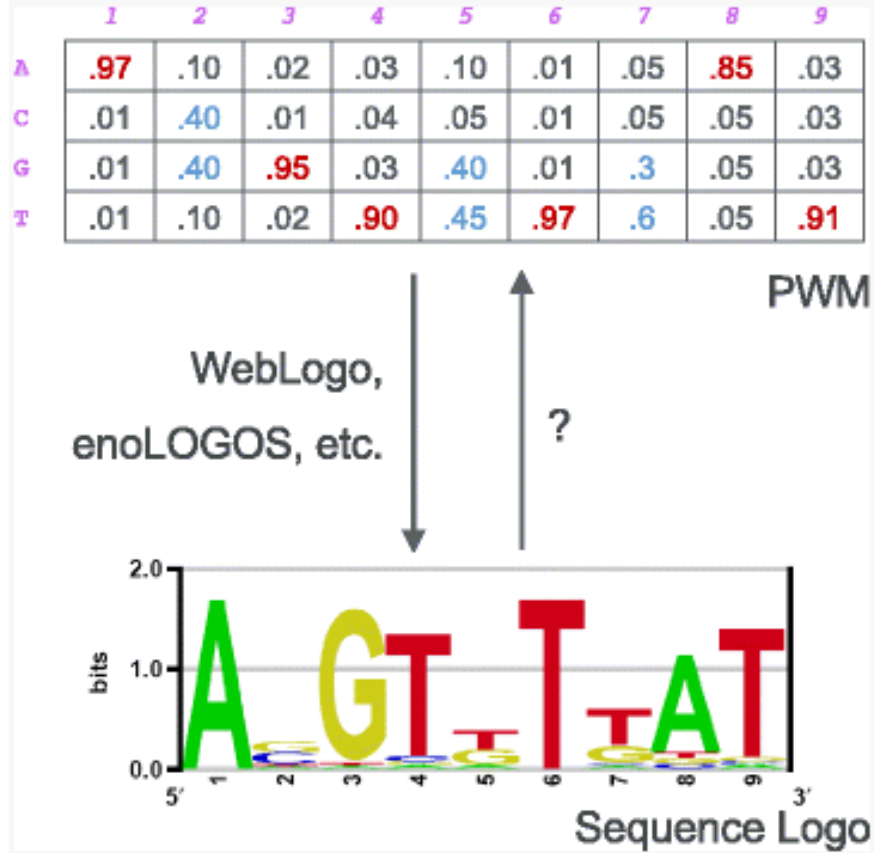 1 2 3 4 5 6 7 8 9
A .97 .10 .02 .03 .10 .01 .05 .85 .03
C .01 .40 .01 .04 .05 .01 .05 .05 .03
G .01 .40 .95 .03 .40 .01 .3 .05 .03
T .01 .10 .02 .90 .45 .97 .6 .05 .91
PWM
WebLogo,
enoLOGOS, etc.
?
2.0
1.0
0.0
bits
A G T T T T A T
G C G G
1 2 3 4 5 6 7 8 9
5′ 3′
Sequence Logo